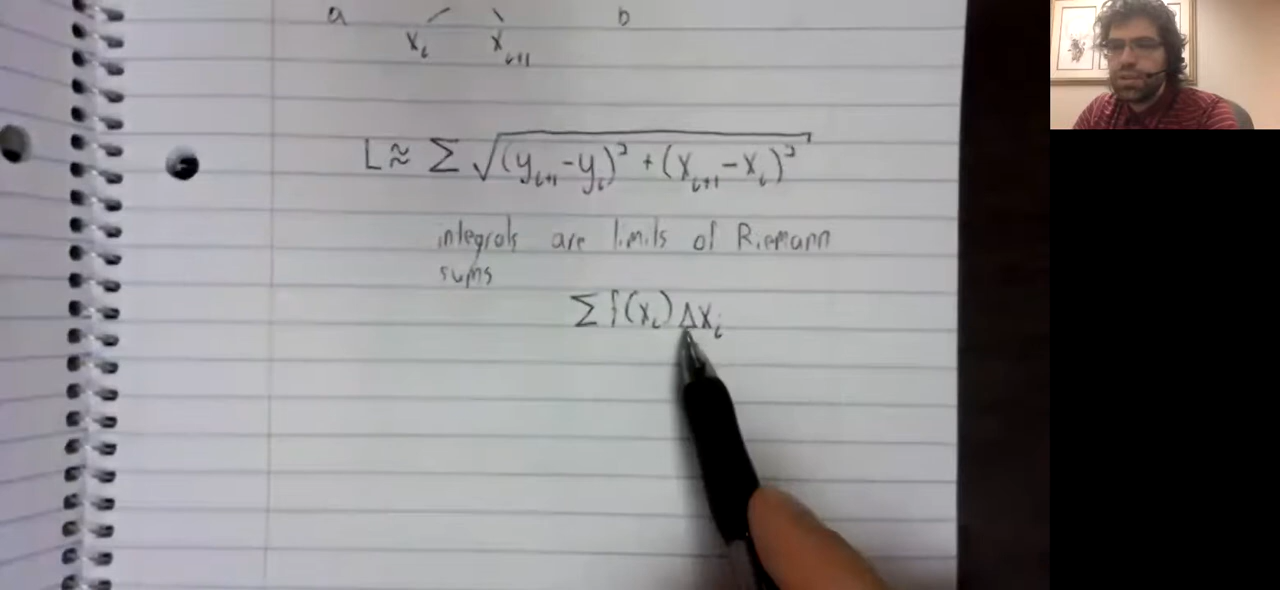 a b
x_i x_{i+1}
L ≈ Σ √((y_{i+1} - y_i)² + (x_{i+1} - x_i)²)
integrals are limits of Riemann
sums
Σ f(x_i) Δx_i